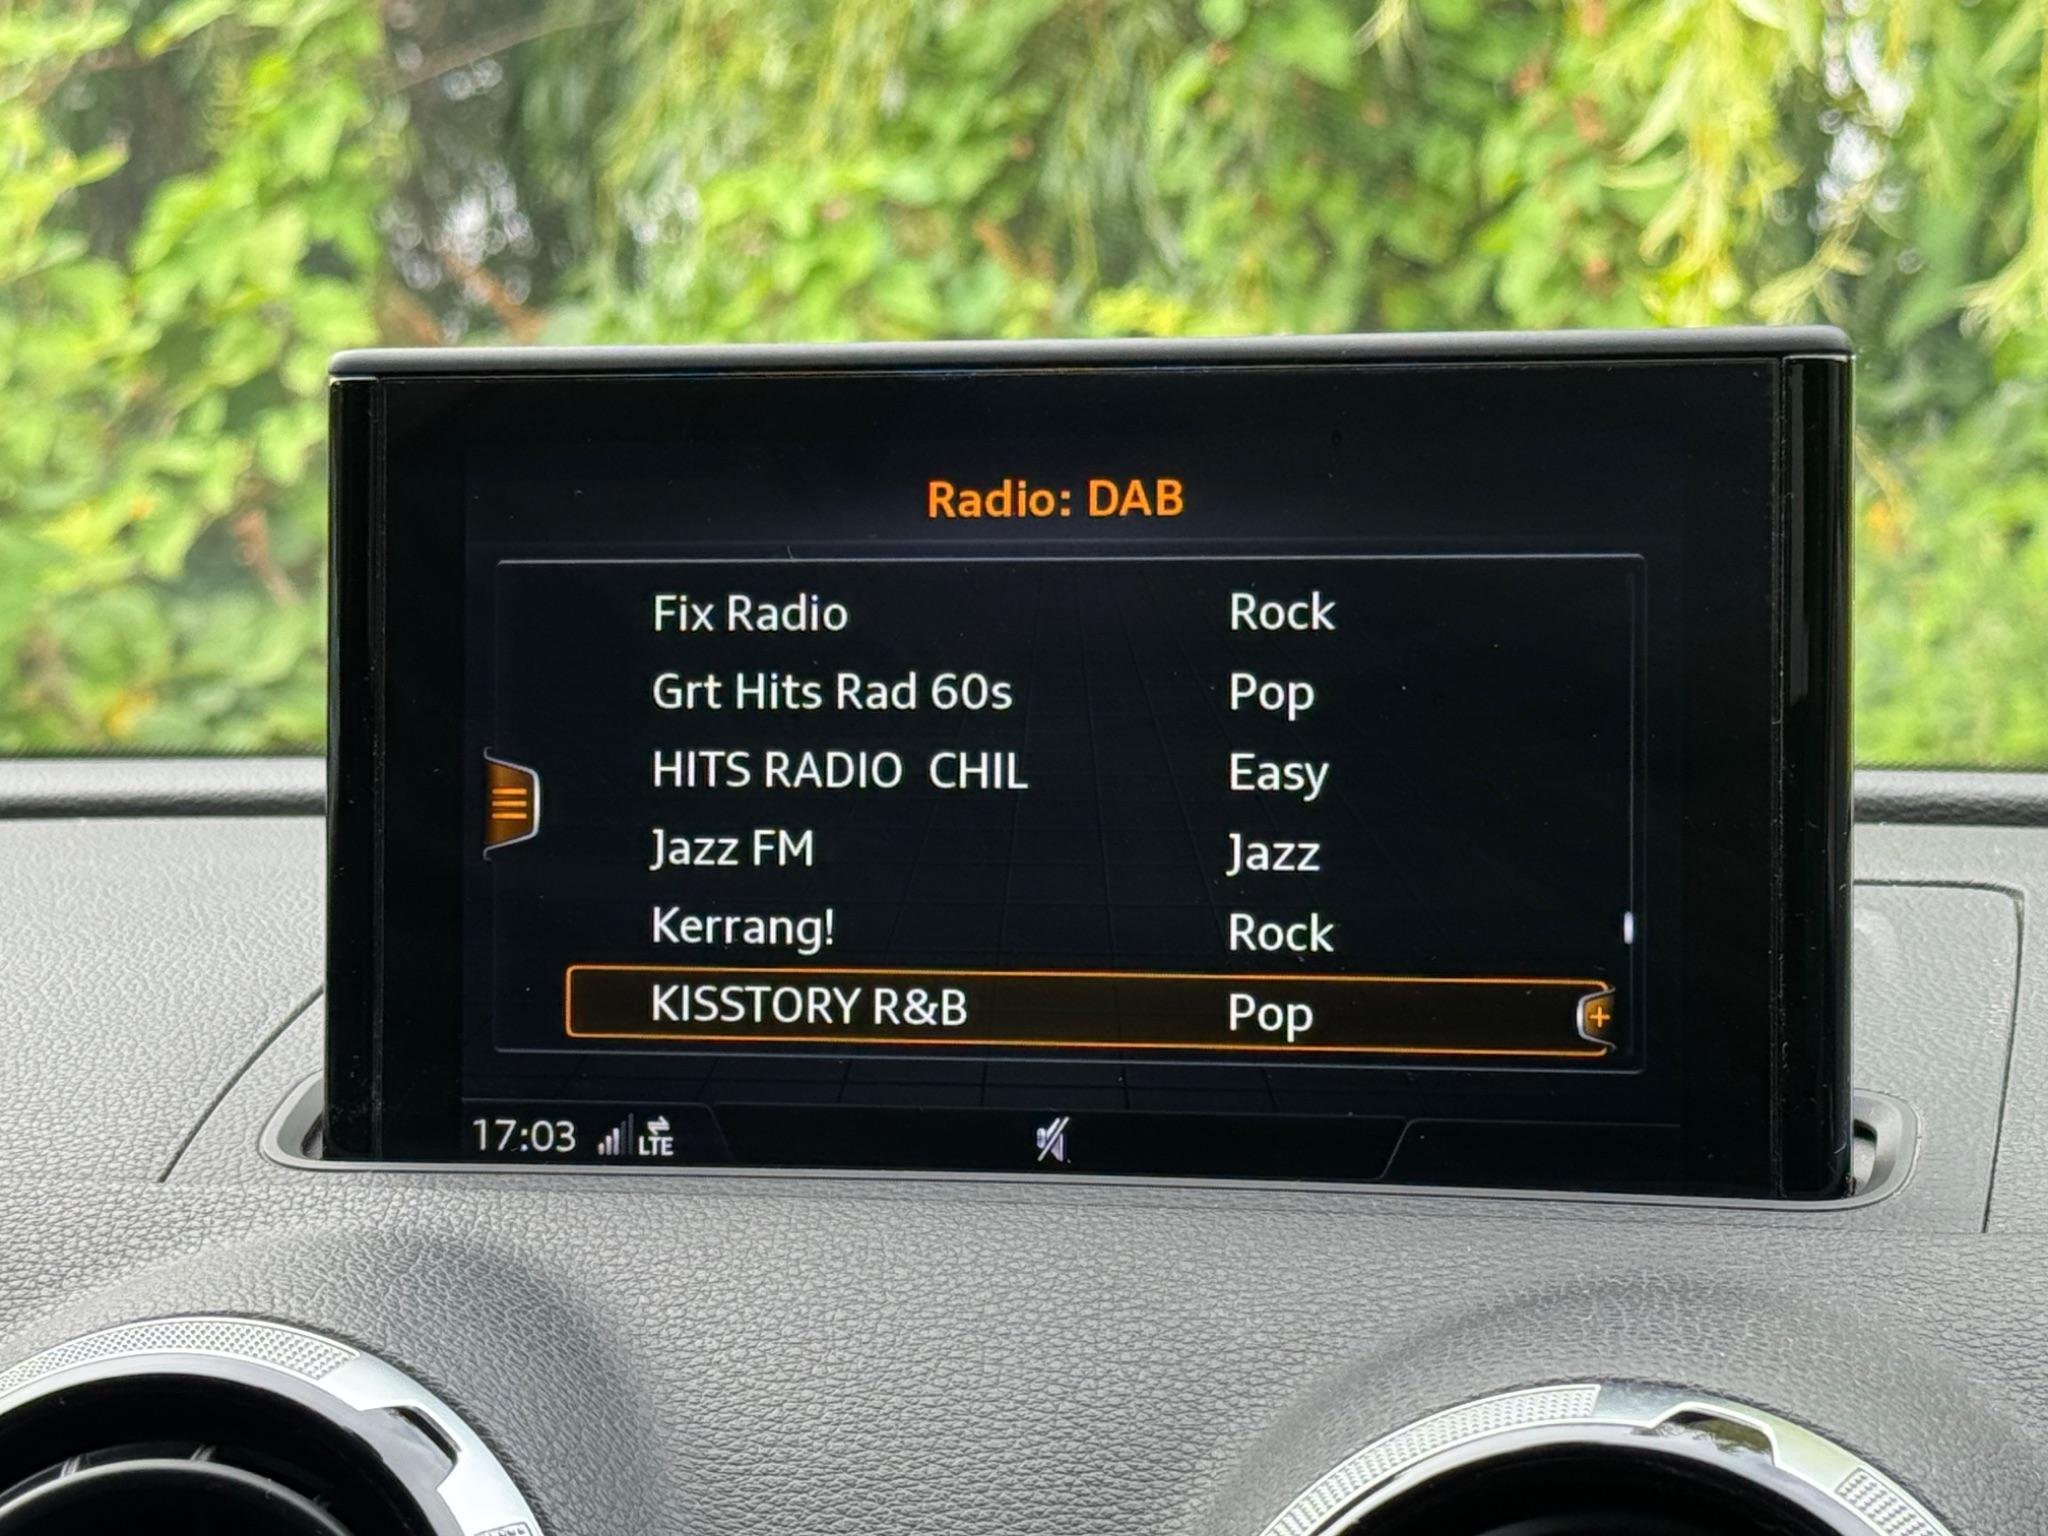 Radio: DAB
Fix Radio Rock
Grt Hits Rad 60s Pop
HITS RADIO  CHIL Easy
Jazz FM Jazz
Kerrang! Rock
KISSTORY R&B Pop
17:03 LTE